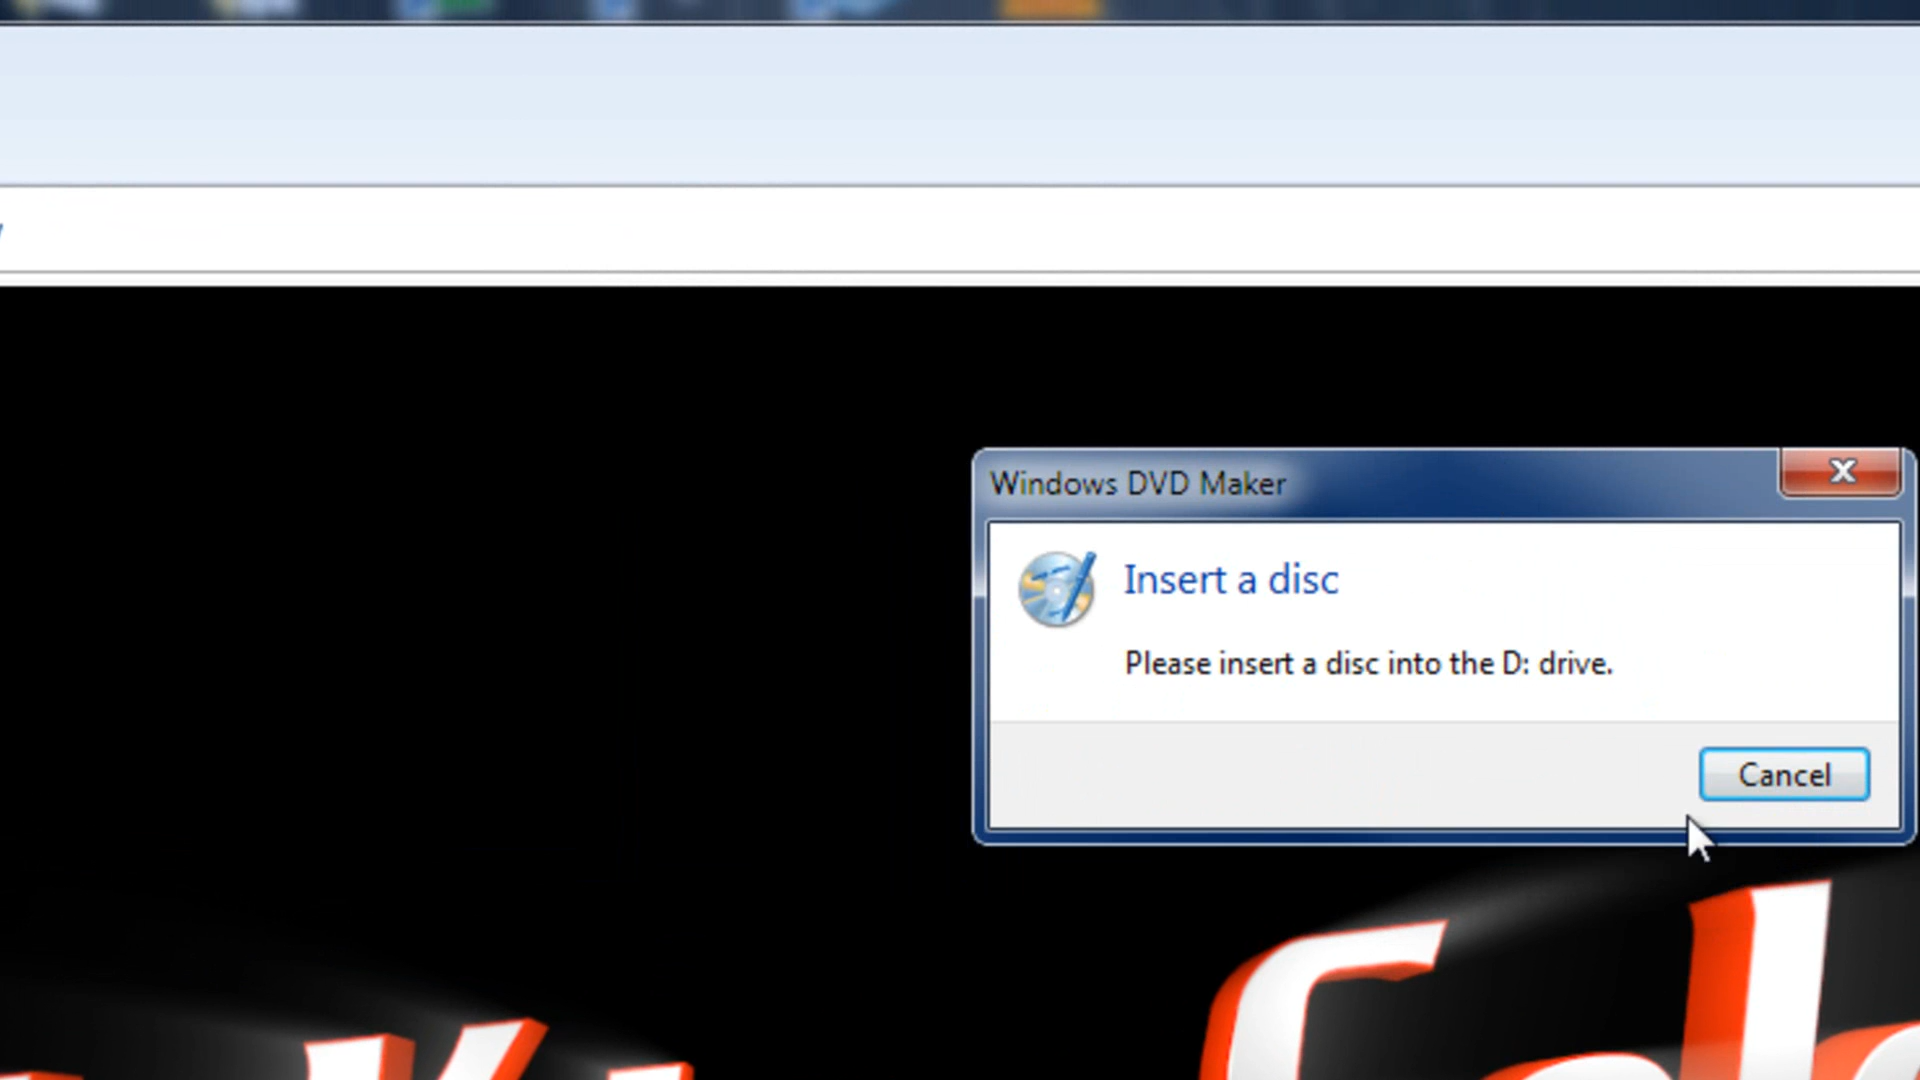 Windows DVD Maker
Insert a disc
Please insert a disc into the D: drive.
Cancel